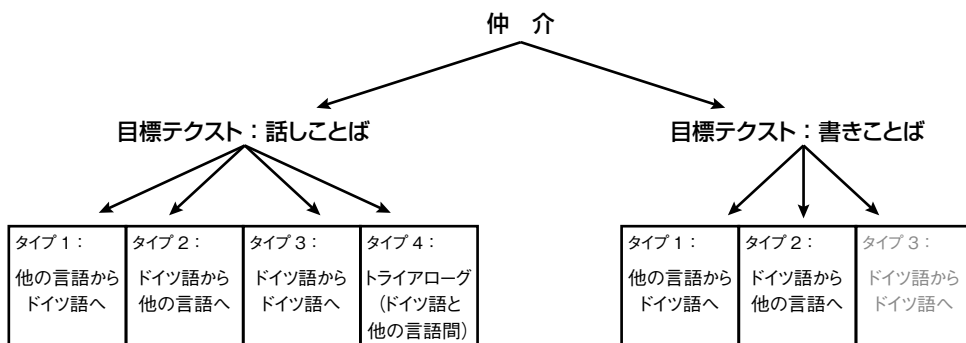 仲 介
目標テクスト：話しことば
目標テクスト：書きことば
タイプ 1：
他の言語から
ドイツ語へ
タイプ 2：
ドイツ語から
他の言語へ
タイプ 3：
ドイツ語から
ドイツ語へ
タイプ 4：
トライアローグ
（ドイツ語と
他の言語間）
タイプ 1：
他の言語から
ドイツ語へ
タイプ 2：
ドイツ語から
他の言語へ
タイプ 3：
ドイツ語から
ドイツ語へ